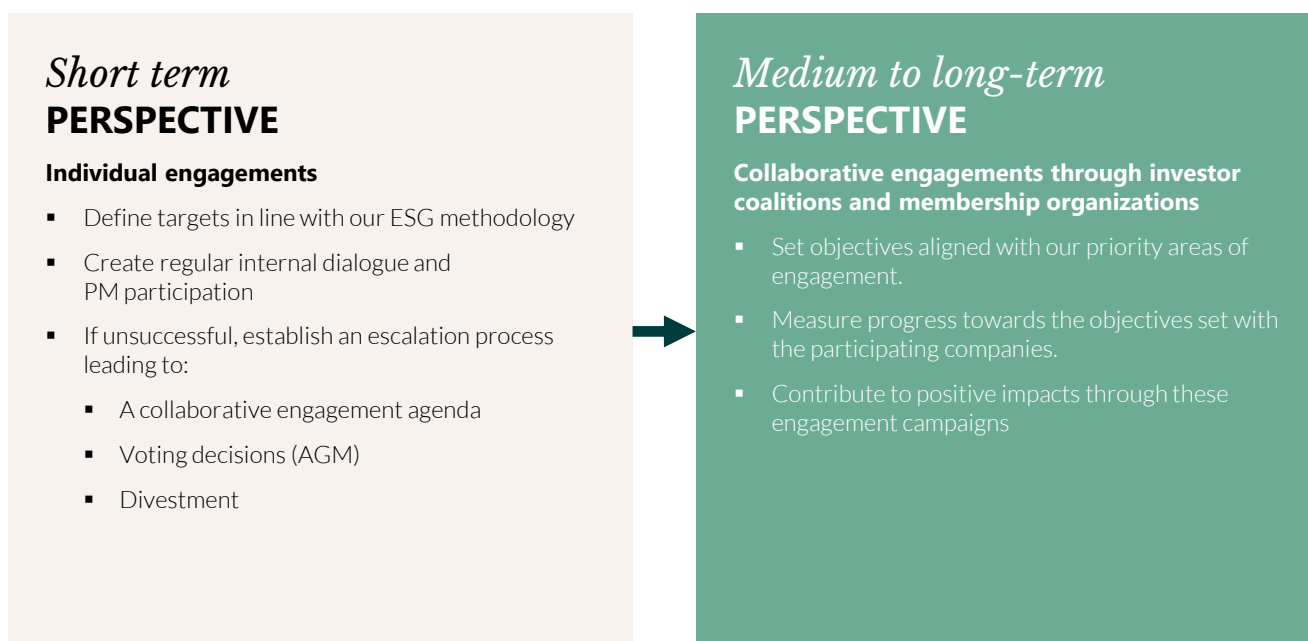 Short term
PERSPECTIVE
Individual engagements
▪ Define targets in line with our ESG methodology
▪ Create regular internal dialogue and
PM participation
▪ If unsuccessful, establish an escalation process
leading to:
▪ A collaborative engagement agenda
▪ Voting decisions (AGM)
▪ Divestment
Medium to long-term
PERSPECTIVE
Collaborative engagements through investor
coalitions and membership organizations
▪ Set objectives aligned with our priority areas of
engagement.
▪ Measure progress towards the objectives set with
the participating companies.
▪ Contribute to positive impacts through these
engagement campaigns